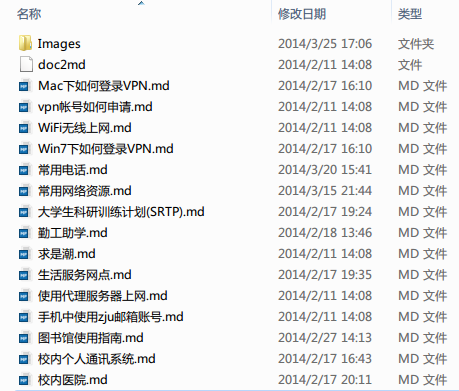 名称 修改日期 类型
Images 2014/3/25 17:06 文件夹
doc2md 2014/2/11 14:08 文件
Mac下如何登录VPN.md 2014/2/17 16:10 MD 文件
vpn帐号如何申请.md 2014/2/11 14:08 MD 文件
WiFi无线上网.md 2014/2/11 14:08 MD 文件
Win7下如何登录VPN.md 2014/2/17 16:10 MD 文件
常用电话.md 2014/3/20 15:41 MD 文件
常用网络资源.md 2014/3/15 21:44 MD 文件
大学生科研训练计划(SRTP).md 2014/2/17 19:24 MD 文件
勤工助学.md 2014/2/18 13:46 MD 文件
求是潮.md 2014/2/11 14:08 MD 文件
生活服务网点.md 2014/2/17 19:35 MD 文件
使用代理服务器上网.md 2014/2/11 14:08 MD 文件
手机中使用zju邮箱账号.md 2014/2/11 14:08 MD 文件
图书馆使用指南.md 2014/2/27 14:13 MD 文件
校内个人通讯系统.md 2014/2/17 16:43 MD 文件
校内医院.md 2014/2/17 20:11 MD 文件